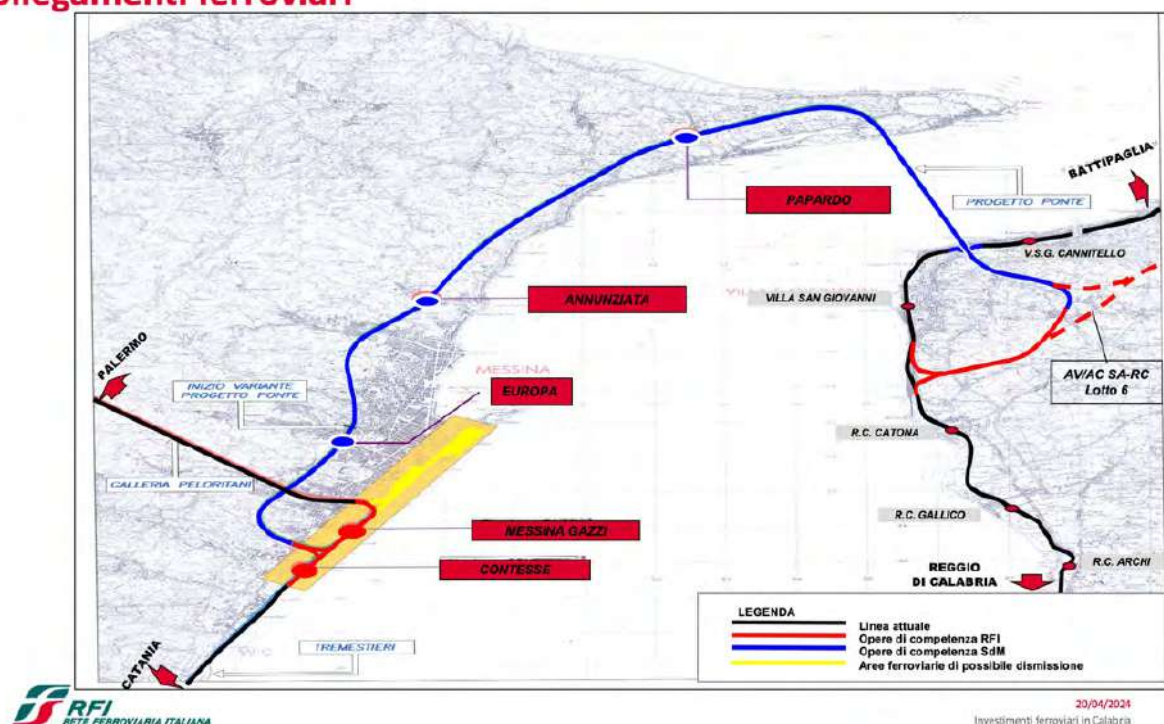 ollegamenti ferroviari
BATTIPAGLIA
PAPARDO
PROGETTO PONTE
V.S.G. CANNITELLO
ANNUNZIATA
VILLA SAN GIOVANNI
PALERMO
MESSINA
INIZIO VARIANTE
PROGETTO PONTE
EUROPA
AV/AC SA-RC
Lotto 6
R.C. CATONA
GALLERIA PELORITANI
R.C. GALLICO
MESSINA GAZZI
CONTESSE
REGGIO
DI CALABRIA
R.C. ARCHI
TREMESTIERI
CATANIA
LEGENDA
Linea attuale
Opere di competenza RFI
Opere di competenza SdM
Aree ferroviarie di possibile dismissione
RFI
RETE FERROVIARIA ITALIANA
20/04/2024
Investimenti ferroviari in Calabria